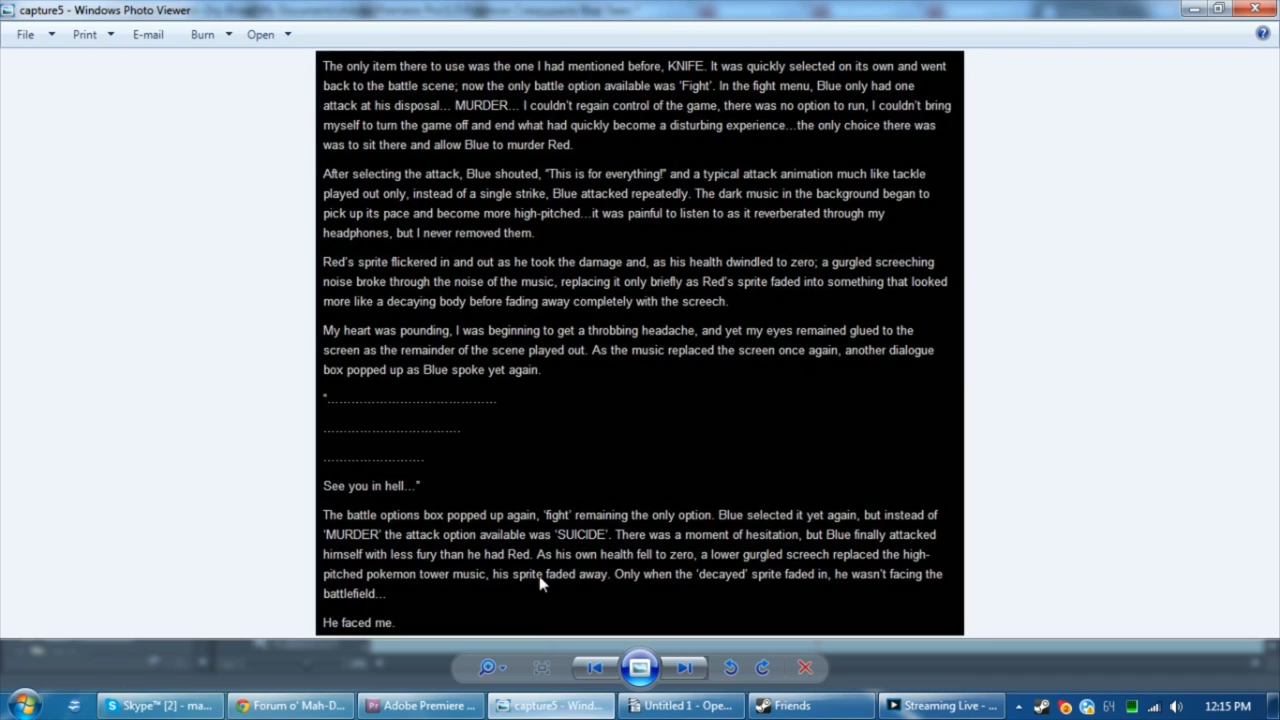 capture5 - Windows Photo Viewer
File Print E-mail Burn Open
The only item there to use was the one I had mentioned before, KNIFE. It was quickly selected on its own and went
back to the battle scene; now the only battle option available was ‘Fight’. In the fight menu, Blue only had one
attack at his disposal... MURDER... I couldn’t regain control of the game, there was no option to run, I couldn’t bring
myself to turn the game off and end what had quickly become a disturbing experience...the only choice there was
was to sit there and allow Blue to murder Red.
After selecting the attack, Blue shouted, “This is for everything!” and a typical attack animation much like tackle
played out only, instead of a single strike, Blue attacked repeatedly. The dark music in the background began to
pick up its pace and become more high-pitched...it was painful to listen to as it reverberated through my
headphones, but I never removed them.
Red’s sprite flickered in and out as he took the damage and, as his health dwindled to zero; a gurgled screeching
noise broke through the noise of the music, replacing it only briefly as Red’s sprite faded into something that looked
more like a decaying body before fading away completely with the screech.
My heart was pounding, I was beginning to get a throbbing headache, and yet my eyes remained glued to the
screen as the remainder of the scene played out. As the music replaced the screen once again, another dialogue
box popped up as Blue spoke yet again.
“..........................................
..................................
.........................
See you in hell...”
The battle options box popped up again, ‘fight’ remaining the only option. Blue selected it yet again, but instead of
‘MURDER’ the attack option available was ‘SUICIDE’. There was a moment of hesitation, but Blue finally attacked
himself with less fury than he had Red. As his own health fell to zero, a lower gurgled screech replaced the high-
pitched pokemon tower music, his sprite faded away. Only when the ‘decayed’ sprite faded in, he wasn’t facing the
battlefield...
He faced me.
Skype™ [2] - ma... Forum o' Mah-D... Adobe Premiere ... capture5 - Wind... Untitled 1 - Ope... Friends Streaming Live - ... 64 12:15 PM